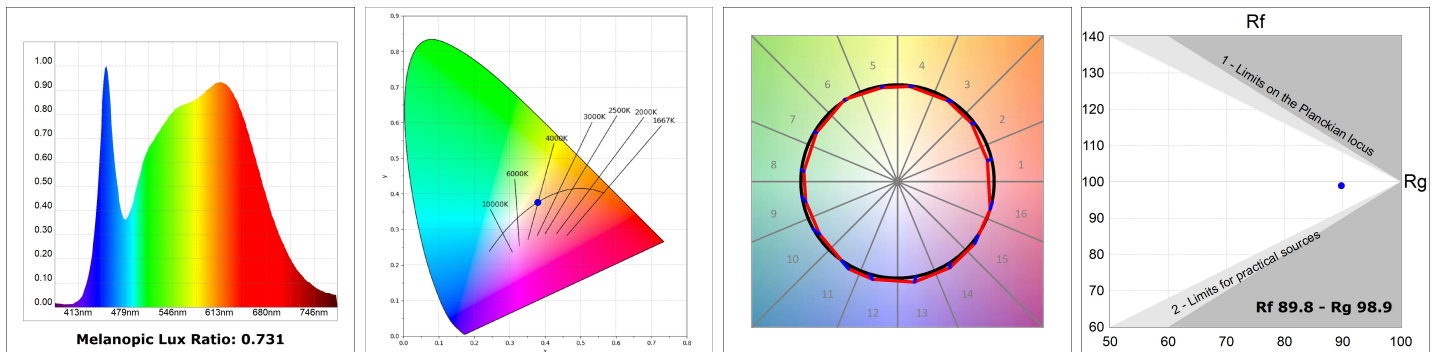 1.00
0.90
0.80
0.70
0.60
0.50
0.40
0.30
0.20
0.10
0.00
413nm 479nm 546nm 613nm 680nm 746nm
Melanopic Lux Ratio: 0.731
0.9
0.8
0.7
0.6
0.5
0.4
0.3
0.2
0.1
0.0
y
10000K
6000K
4000K
3000K
2500K
2000K
1667K
0.0 0.1 0.2 0.3 0.4 0.5 0.6 0.7 0.8
x
1
2
3
4
5
6
7
8
9
10
11
12
13
14
15
16
Rf
140
130
120
110
100
90
80
70
60
1 - Limits on the Planckian locus
Rg
2 - Limits for practical sources
Rf 89.8 - Rg 98.9
50 60 70 80 90 100